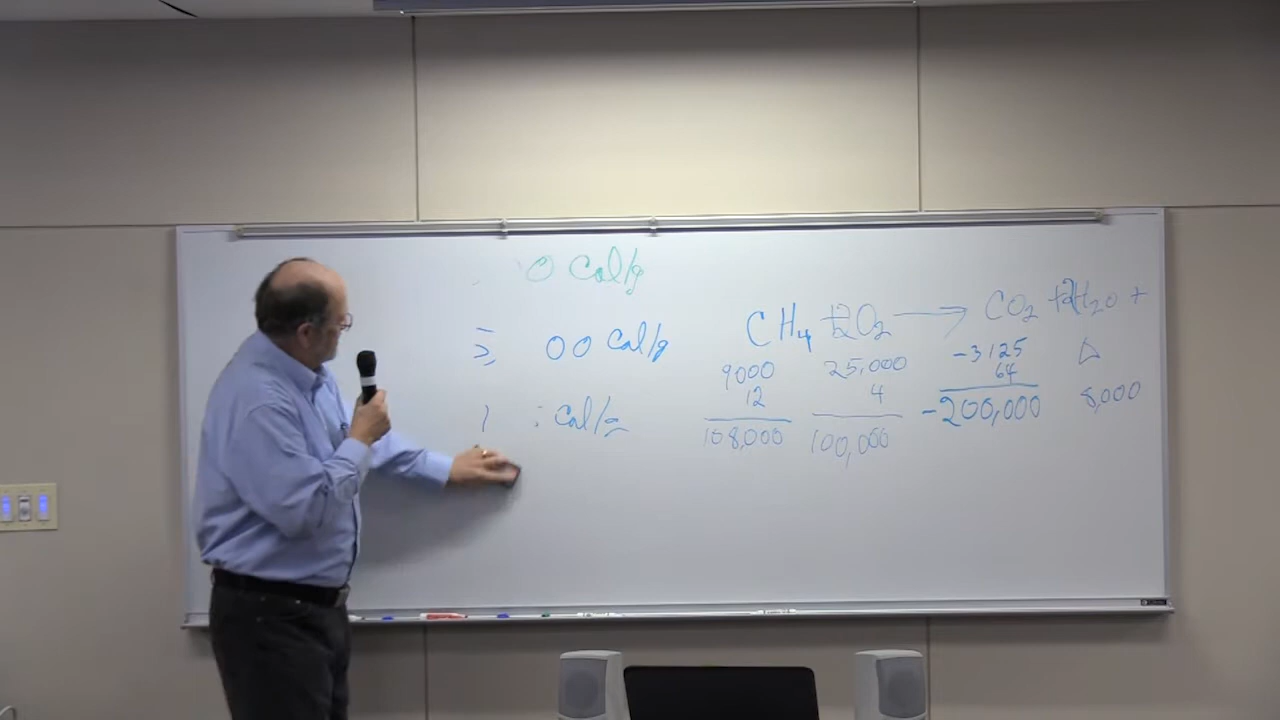 0 Cal/g
00 Cal/g
Cal/g
CH4 + 2O2 → CO2 + 2H2O +
9000 25,000 -3125 △
12 4 64
108,000 100,000 -200,000 8,000